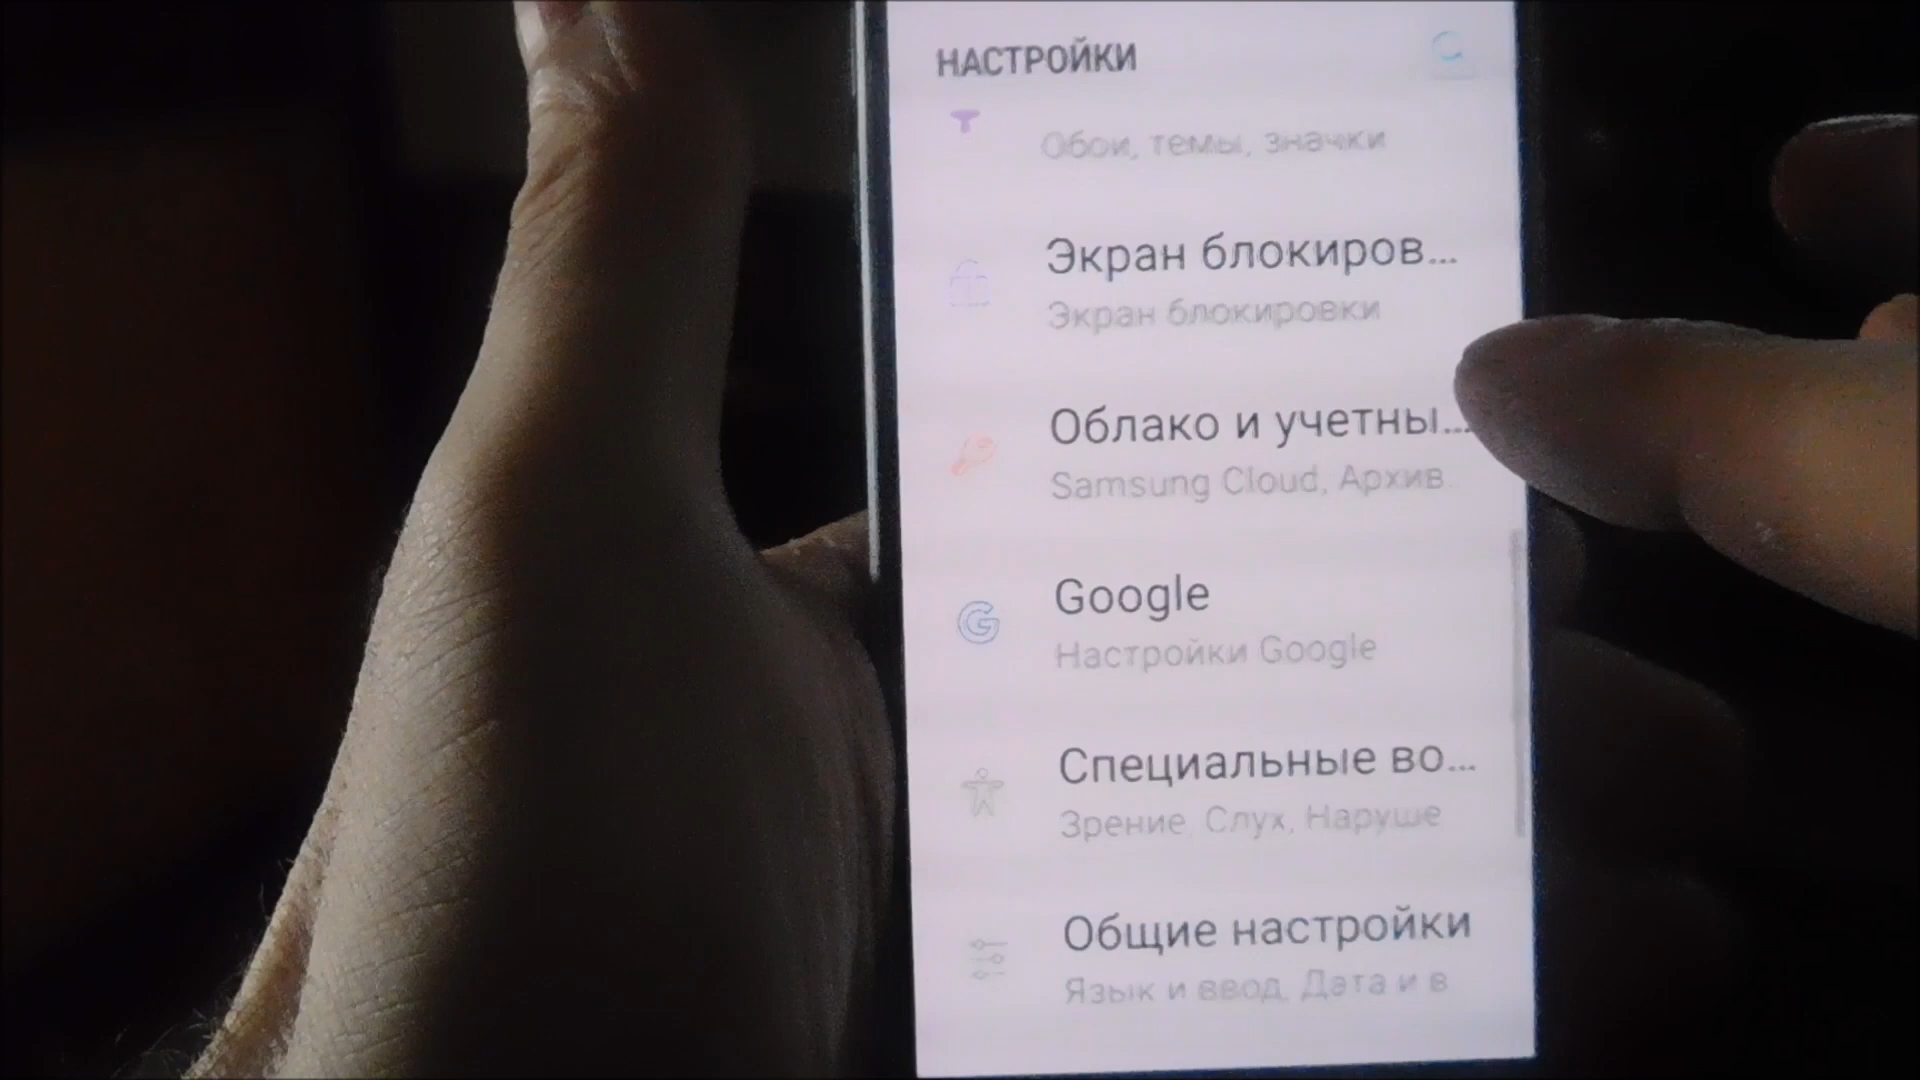 НАСТРОЙКИ
Обои, темы, значки
Экран блокиров...
Экран блокировки
Облако и учетны...
Samsung Cloud, Архив.
Google
Настройки Google
Специальные во...
Зрение, Слух, Наруше
Общие настройки
Язык и ввод, Дата и в